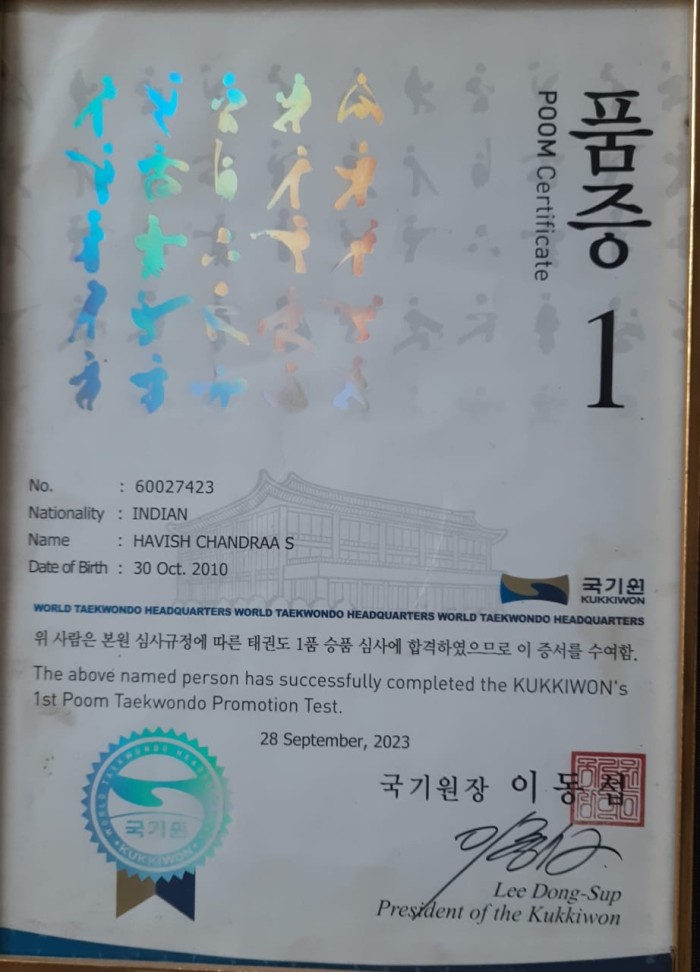 품증
POOM Certificate
1
No. : 60027423
Nationality : INDIAN
Name : HAVISH CHANDRAA S
Date of Birth : 30 Oct. 2010
국기원
KUKKIWON
WORLD TAEKWONDO HEADQUARTERS WORLD TAEKWONDO HEADQUARTERS WORLD TAEKWONDO HEADQUARTERS
위 사람은 본원 심사규정에 따른 태권도 1품 승품 심사에 합격하였으므로 이 증서를 수여함.
The above named person has successfully completed the KUKKIWON's
1st Poom Taekwondo Promotion Test.
28 September, 2023
WORLD TAEKWONDO HEAD
국기원
KUKKIWON
국기원장 이 동 섭
Lee Dong-Sup
President of the Kukkiwon